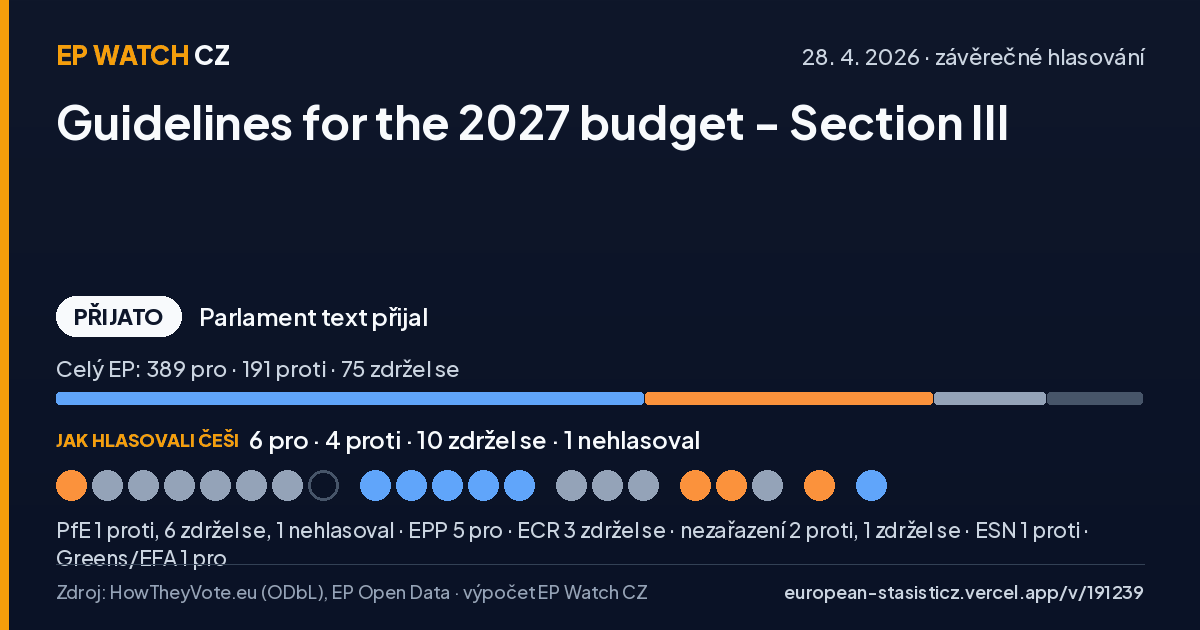 EP WATCH CZ
28. 4. 2026 · závěrečné hlasování
Guidelines for the 2027 budget – Section III
PŘIJATO Parlament text přijal
Celý EP: 389 pro · 191 proti · 75 zdržel se
JAK HLASOVALI ČEŠI 6 pro · 4 proti · 10 zdržel se · 1 nehlasoval
PfE 1 proti, 6 zdržel se, 1 nehlasoval · EPP 5 pro · ECR 3 zdržel se · nezařazení 2 proti, 1 zdržel se · ESN 1 proti ·
Greens/EFA 1 pro
Zdroj: HowTheyVote.eu (ODbL), EP Open Data · výpočet EP Watch CZ
european-stasisticz.vercel.app/v/191239